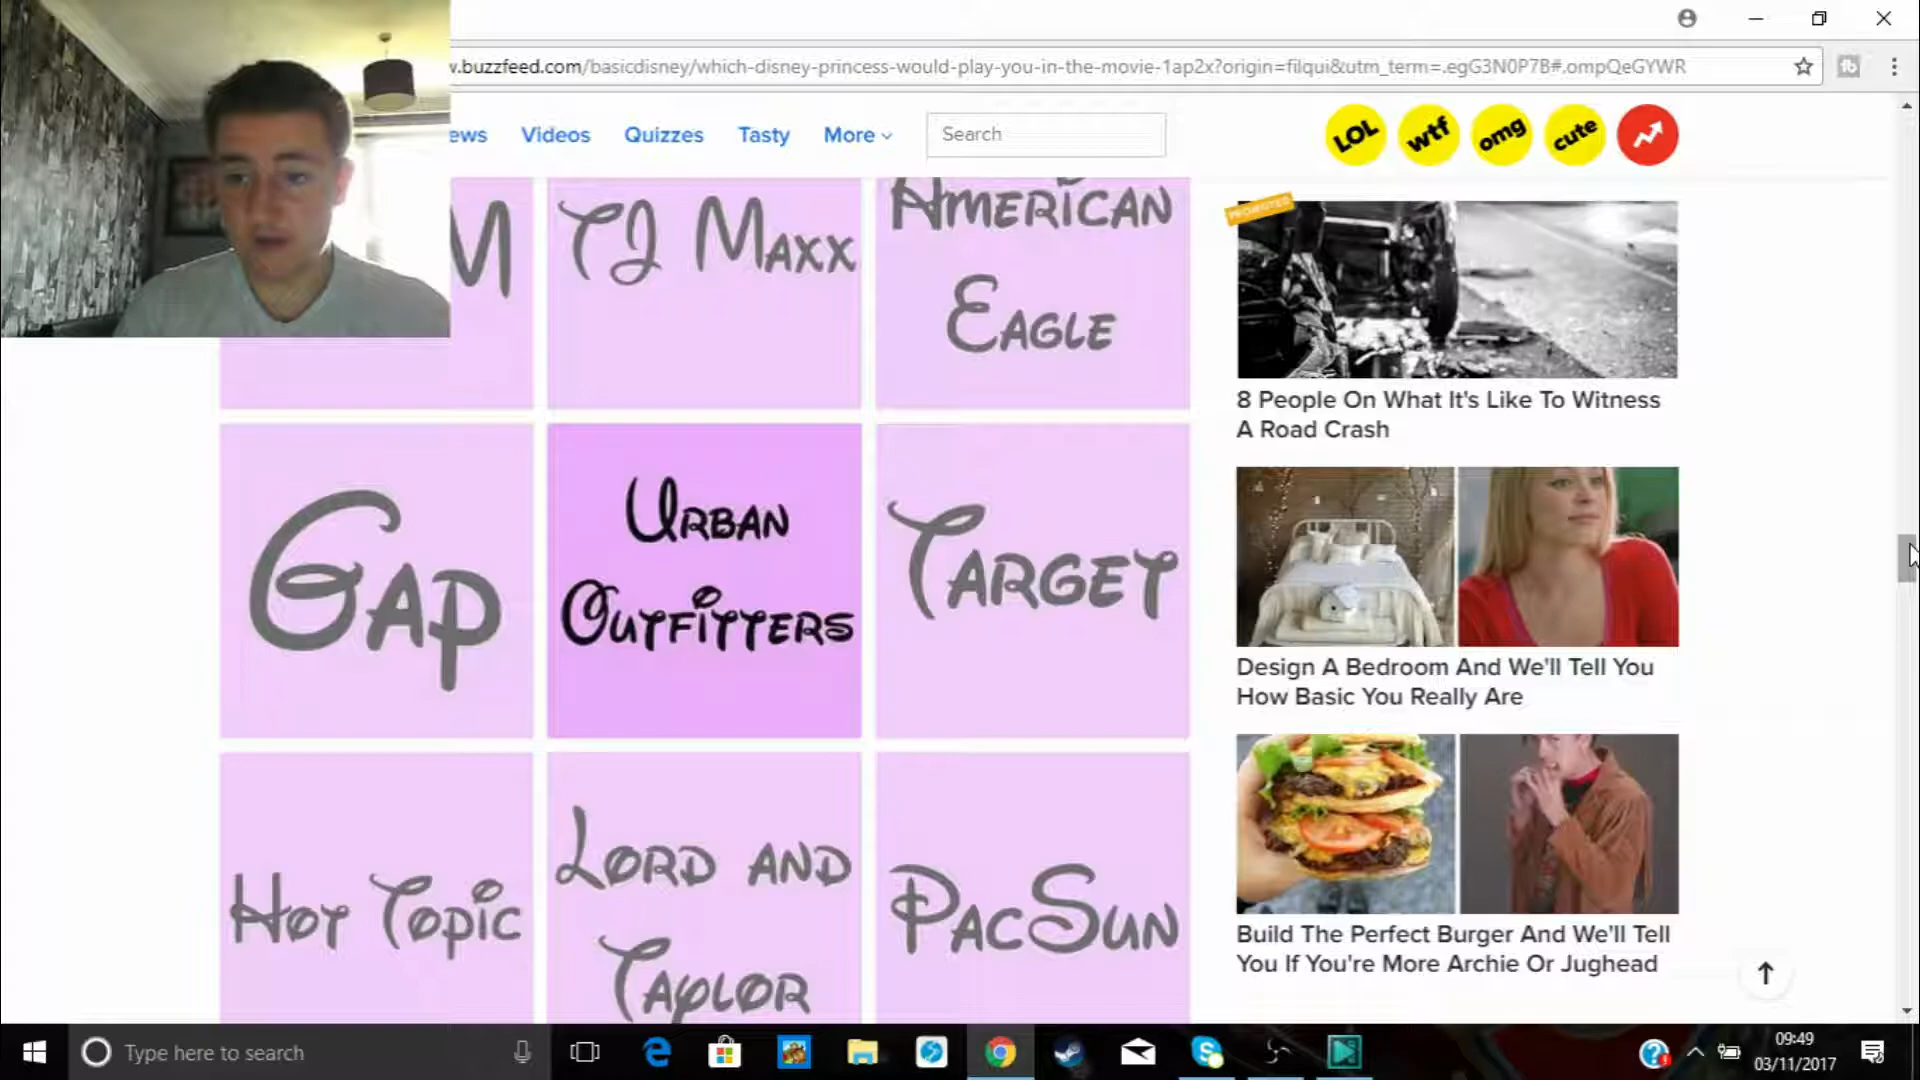 w.buzzfeed.com/basicdisney/which-disney-princess-would-play-you-in-the-movie-1ap2x?origin=filqui&utm_term=.egG3N0P7B#.ompQeGYWR
ews Videos Quizzes Tasty More Search LOL wtf omg cute
M
TJ Maxx
American
Eagle
Gap
Urban
Outfitters
Target
Hot Topic
Lord and
Taylor
PacSun
PROMOTED
8 People On What It's Like To Witness
A Road Crash
Design A Bedroom And We'll Tell You
How Basic You Really Are
Build The Perfect Burger And We'll Tell
You If You're More Archie Or Jughead
Type here to search
09:49
03/11/2017